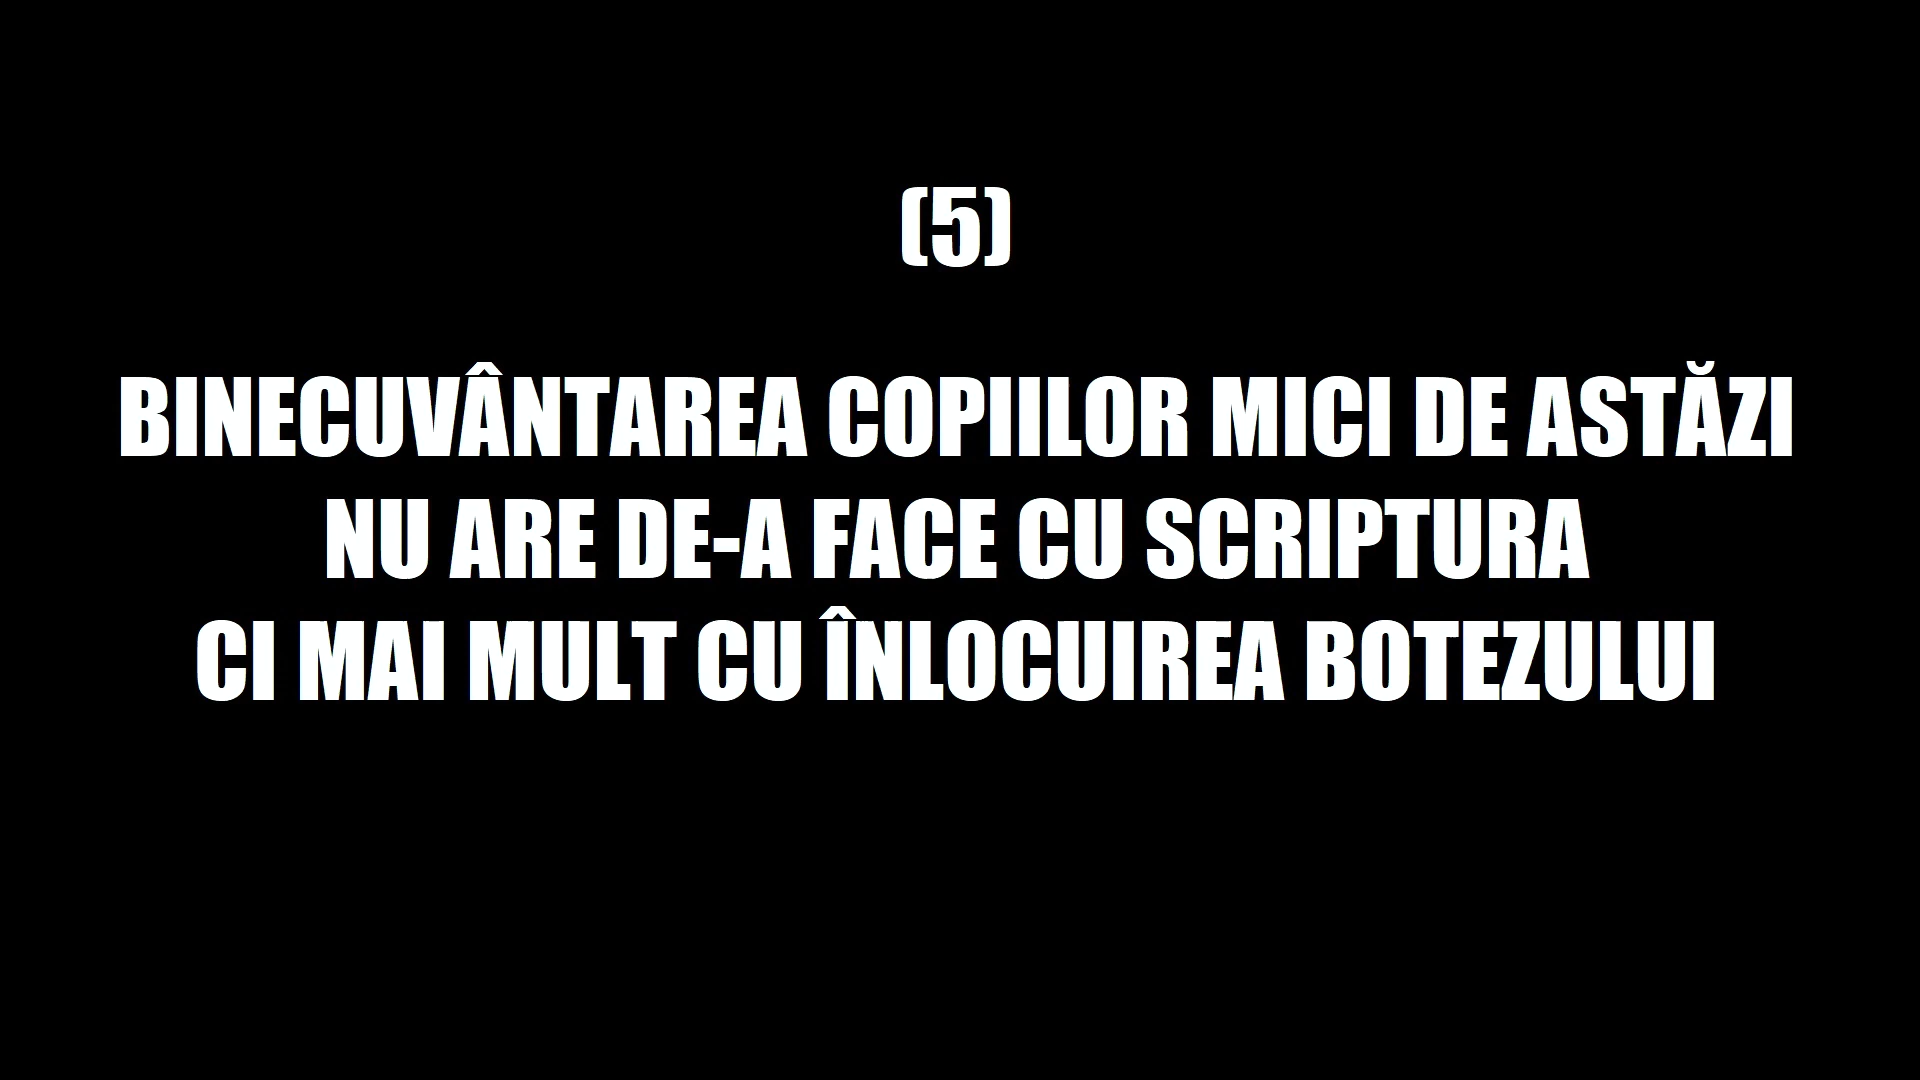 (5)
BINECUVÂNTAREA COPIILOR MICI DE ASTĂZI
NU ARE DE-A FACE CU SCRIPTURA
CI MAI MULT CU ÎNLOCUIREA BOTEZULUI